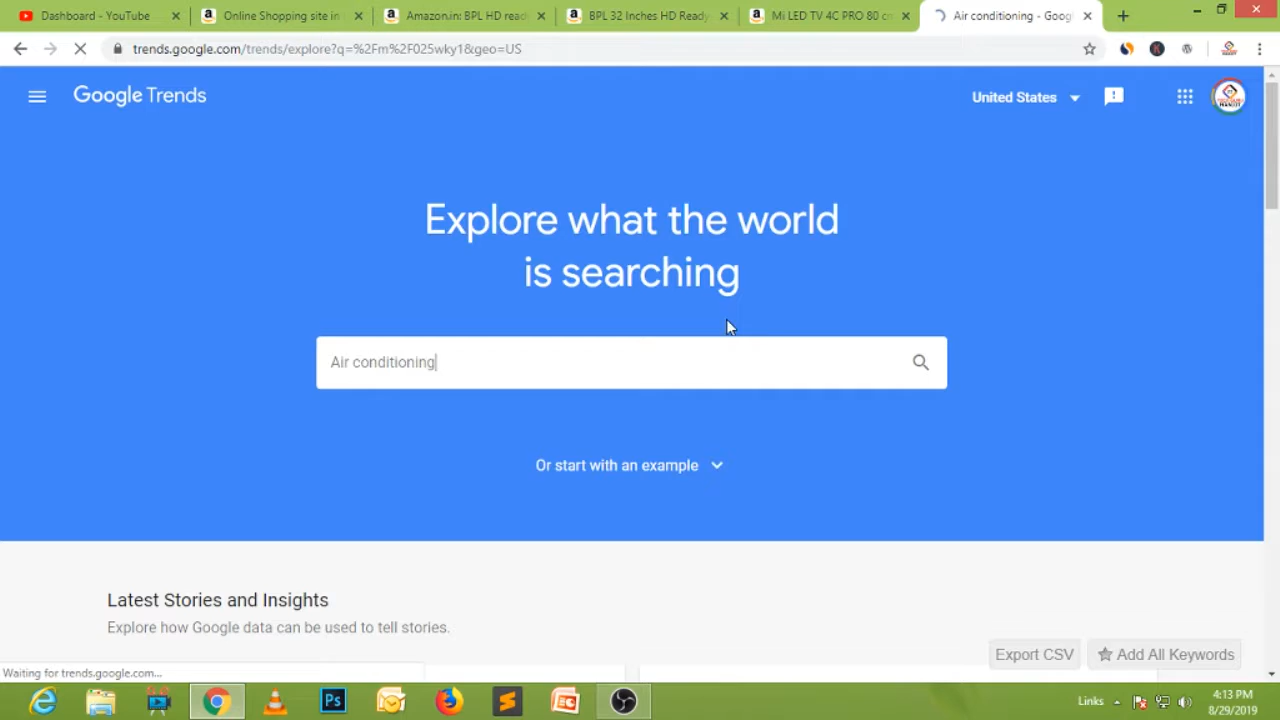 Dashboard - YouTube
Online Shopping site in
Amazon.in: BPL HD read
BPL 32 Inches HD Ready
Mi LED TV 4C PRO 80 cr
Air conditioning - Goog
trends.google.com/trends/explore?q=%2Fm%2F025wky1&geo=US
Google Trends
United States
Explore what the world
is searching
Air conditioning
Or start with an example
Latest Stories and Insights
Explore how Google data can be used to tell stories.
Export CSV
Add All Keywords
Waiting for trends.google.com...
Ps
Links
4:13 PM
8/29/2019